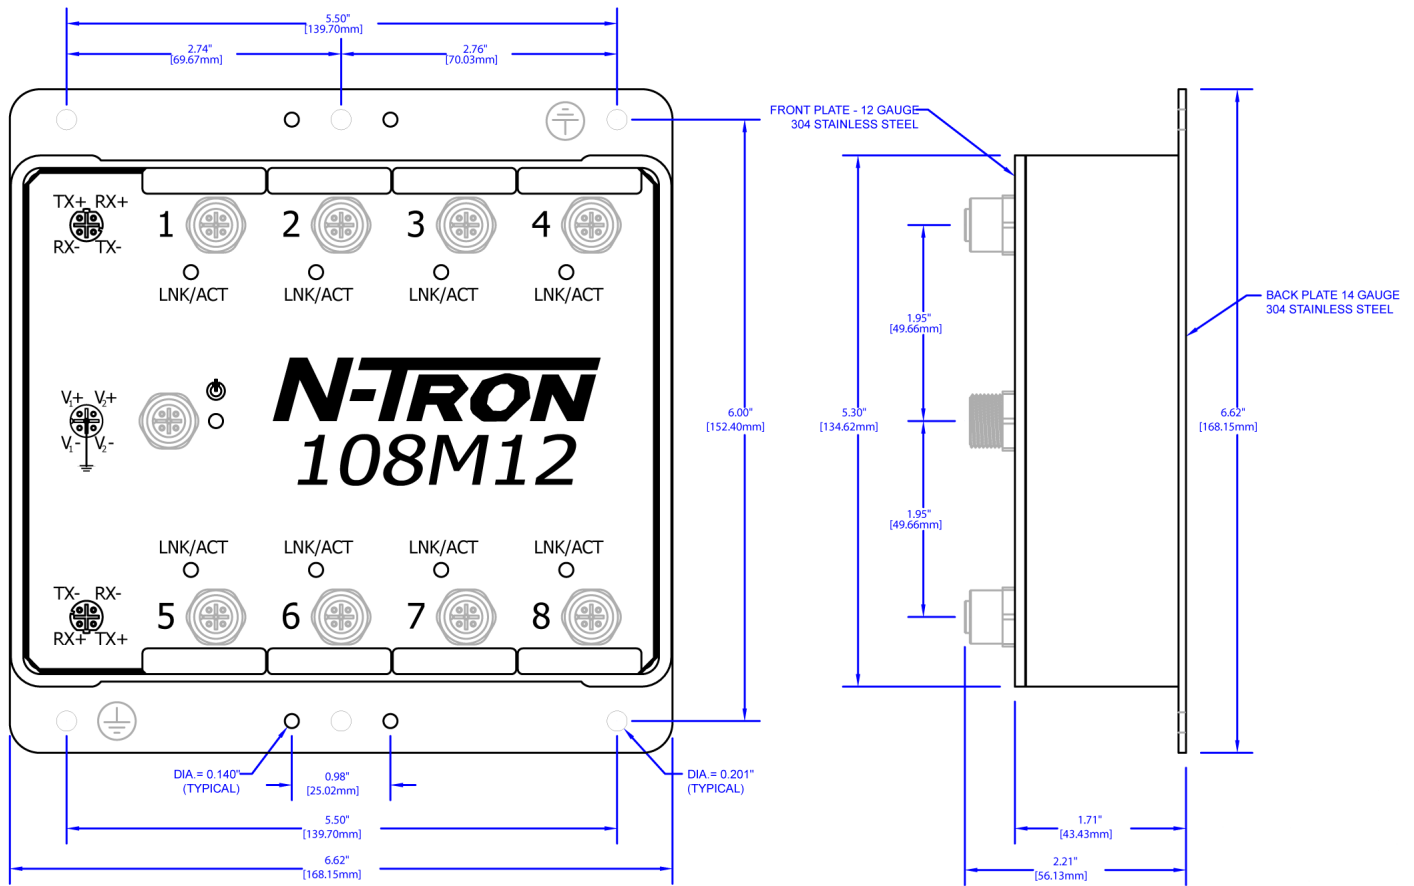 5.50"
[139.70mm]
2.74"
[69.67mm]
2.76"
[70.03mm]
FRONT PLATE - 12 GAUGE
304 STAINLESS STEEL
TX+ RX+
RX- TX-
1
2
3
4
LNK/ACT
LNK/ACT
LNK/ACT
LNK/ACT
1.95"
[49.66mm]
BACK PLATE 14 GAUGE
304 STAINLESS STEEL
V1+ V2+
V1- V2-
N-TRON
108M12
6.00"
[152.40mm]
5.30"
[134.62mm]
6.62"
[168.15mm]
1.95"
[49.66mm]
LNK/ACT
LNK/ACT
LNK/ACT
LNK/ACT
TX- RX-
RX+ TX+
5
6
7
8
DIA.= 0.140"
(TYPICAL)
0.98"
[25.02mm]
DIA.= 0.201"
(TYPICAL)
5.50"
[139.70mm]
1.71"
[43.43mm]
6.62"
[168.15mm]
2.21"
[56.13mm]